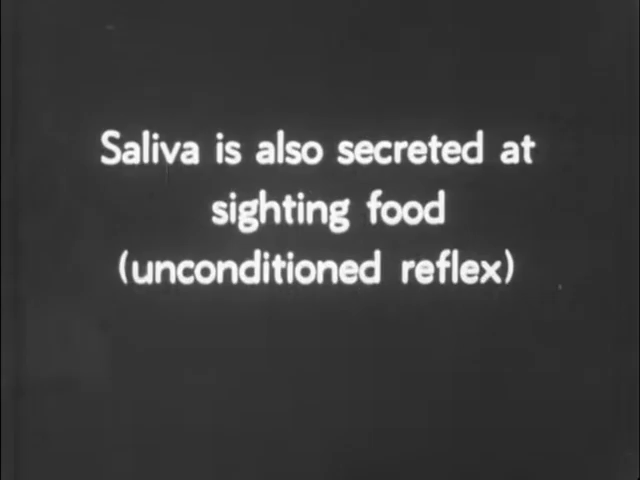 Saliva is also secreted at
sighting food
(unconditioned reflex)